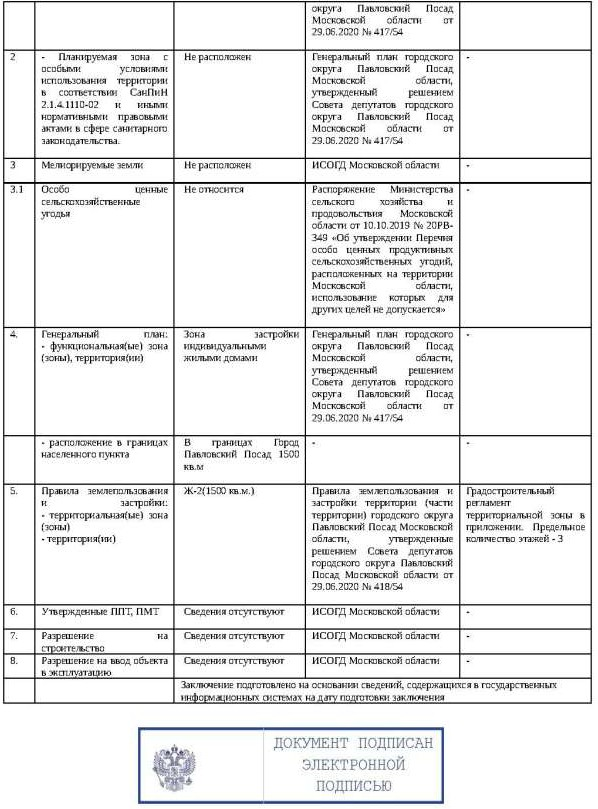 округа Павловский Посад
Московской области от
29.06.2020 № 417/54
2
- Планируемая зона с
особыми условиями
использования территории
в соответствии СанПиН
2.1.4.1110-02 и иными
нормативными правовыми
актами в сфере санитарного
законодательства.
Не расположен
Генеральный план городского
округа Павловский Посад
Московской области,
утвержденный решением
Совета депутатов городского
округа Павловский Посад
Московской области от
29.06.2020 № 417/54
-
3
Мелиорируемые земли
Не расположен
ИСОГД Московской области
-
3.1
Особо ценные
сельскохозяйственные
угодья
Не относится
Распоряжение Министерства
сельского хозяйства и
продовольствия Московской
области от 10.10.2019 № 20РВ-
349 «Об утверждении Перечня
особо ценных продуктивных
сельскохозяйственных угодий,
расположенных на территории
Московской области,
использование которых для
других целей не допускается»
-
4.
Генеральный план:
- функциональная(ые) зона
(зоны), территория(ии)
Зона застройки
индивидуальными
жилыми домами
Генеральный план городского
округа Павловский Посад
Московской области,
утвержденный решением
Совета депутатов городского
округа Павловский Посад
Московской области от
29.06.2020 № 417/54
-
- расположение в границах
населенного пункта
В границах Город
Павловский Посад 1500
кв.м
-
-
5.
Правила землепользования
и застройки:
- территориальная(ые) зона
(зоны)
- территория(ии)
Ж-2(1500 кв.м.)
Правила землепользования и
застройки территории (части
территории) городского округа
Павловский Посад Московской
области, утвержденные
решением Совета депутатов
городского округа Павловский
Посад Московской области от
29.06.2020 № 418/54
Градостроительный
регламент
территориальной зоны в
приложении. Предельное
количество этажей - 3
6.
Утвержденные ППТ, ПМТ
Сведения отсутствуют
ИСОГД Московской области
-
7.
Разрешение на
строительство
Сведения отсутствуют
ИСОГД Московской области
-
8.
Разрешение на ввод объекта
в эксплуатацию
Сведения отсутствуют
ИСОГД Московской области
-
Заключение подготовлено на основании сведений, содержащихся в государственных
информационных системах на дату подготовки заключения
ДОКУМЕНТ ПОДПИСАН
ЭЛЕКТРОННОЙ
ПОДПИСЬЮ